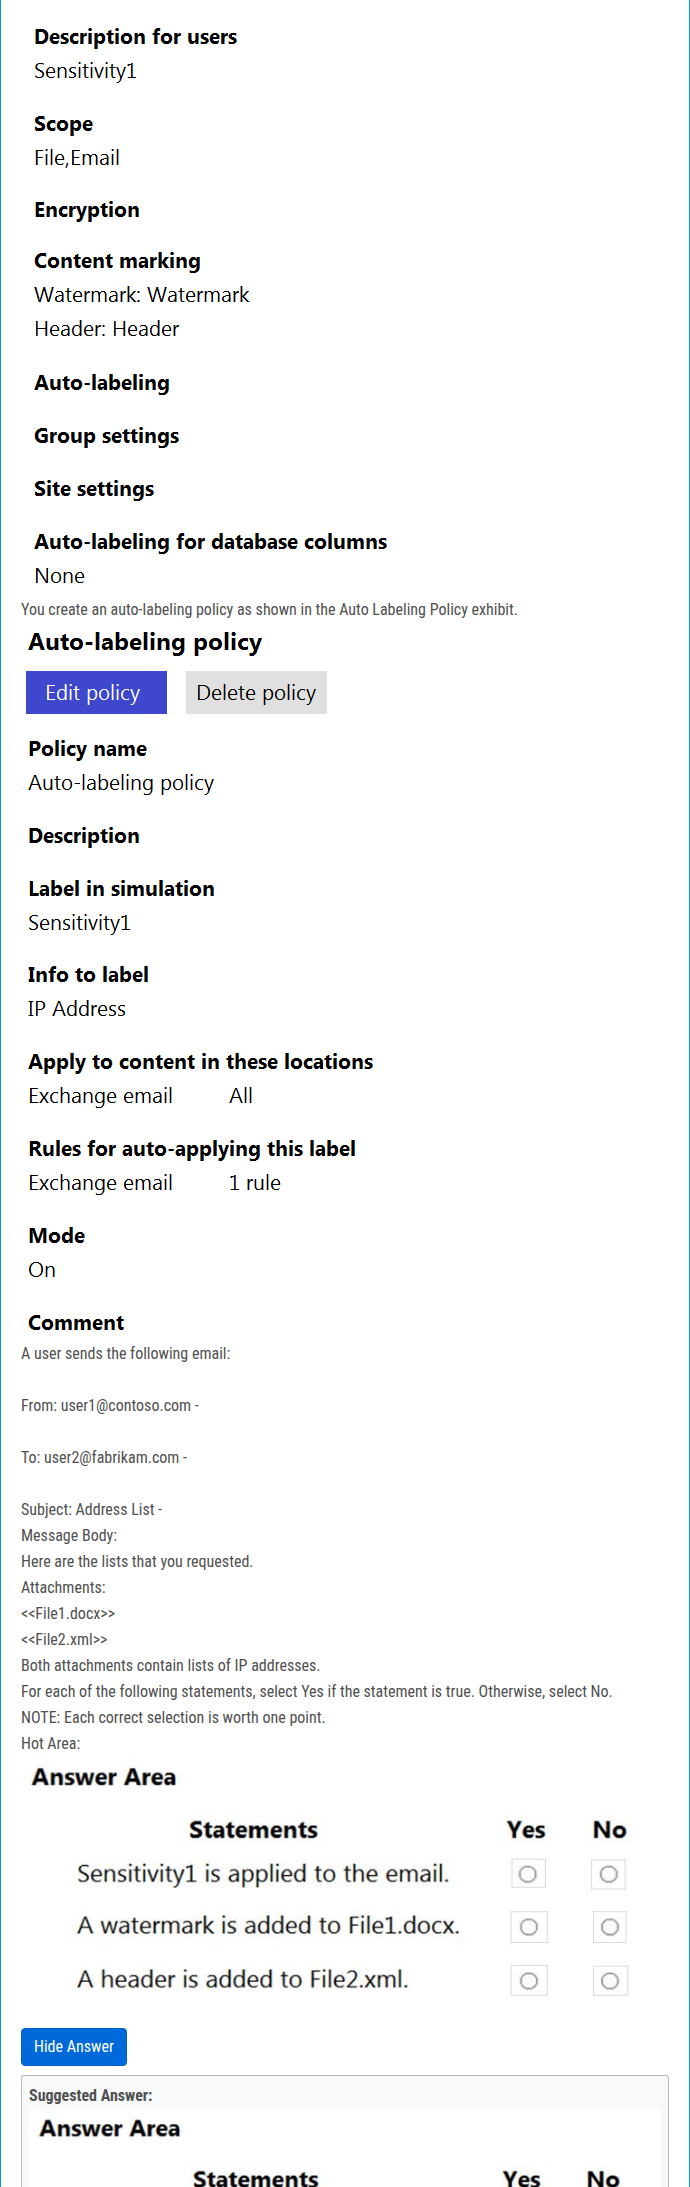 Description for users
Sensitivity1
Scope
File,Email
Encryption
Content marking
Watermark: Watermark
Header: Header
Auto-labeling
Group settings
Site settings
Auto-labeling for database columns
None
You create an auto-labeling policy as shown in the Auto Labeling Policy exhibit.
Auto-labeling policy
Edit policy Delete policy
Policy name
Auto-labeling policy
Description
Label in simulation
Sensitivity1
Info to label
IP Address
Apply to content in these locations
Exchange email All
Rules for auto-applying this label
Exchange email 1 rule
Mode
On
Comment
A user sends the following email:
From: user1@contoso.com -
To: user2@fabrikam.com -
Subject: Address List -
Message Body:
Here are the lists that you requested.
Attachments:
<<File1.docx>>
<<File2.xml>>
Both attachments contain lists of IP addresses.
For each of the following statements, select Yes if the statement is true. Otherwise, select No.
NOTE: Each correct selection is worth one point.
Hot Area:
Answer Area
Statements Yes No
Sensitivity1 is applied to the email.
A watermark is added to File1.docx.
A header is added to File2.xml.
Hide Answer
Suggested Answer:
Answer Area
Statements Yes No